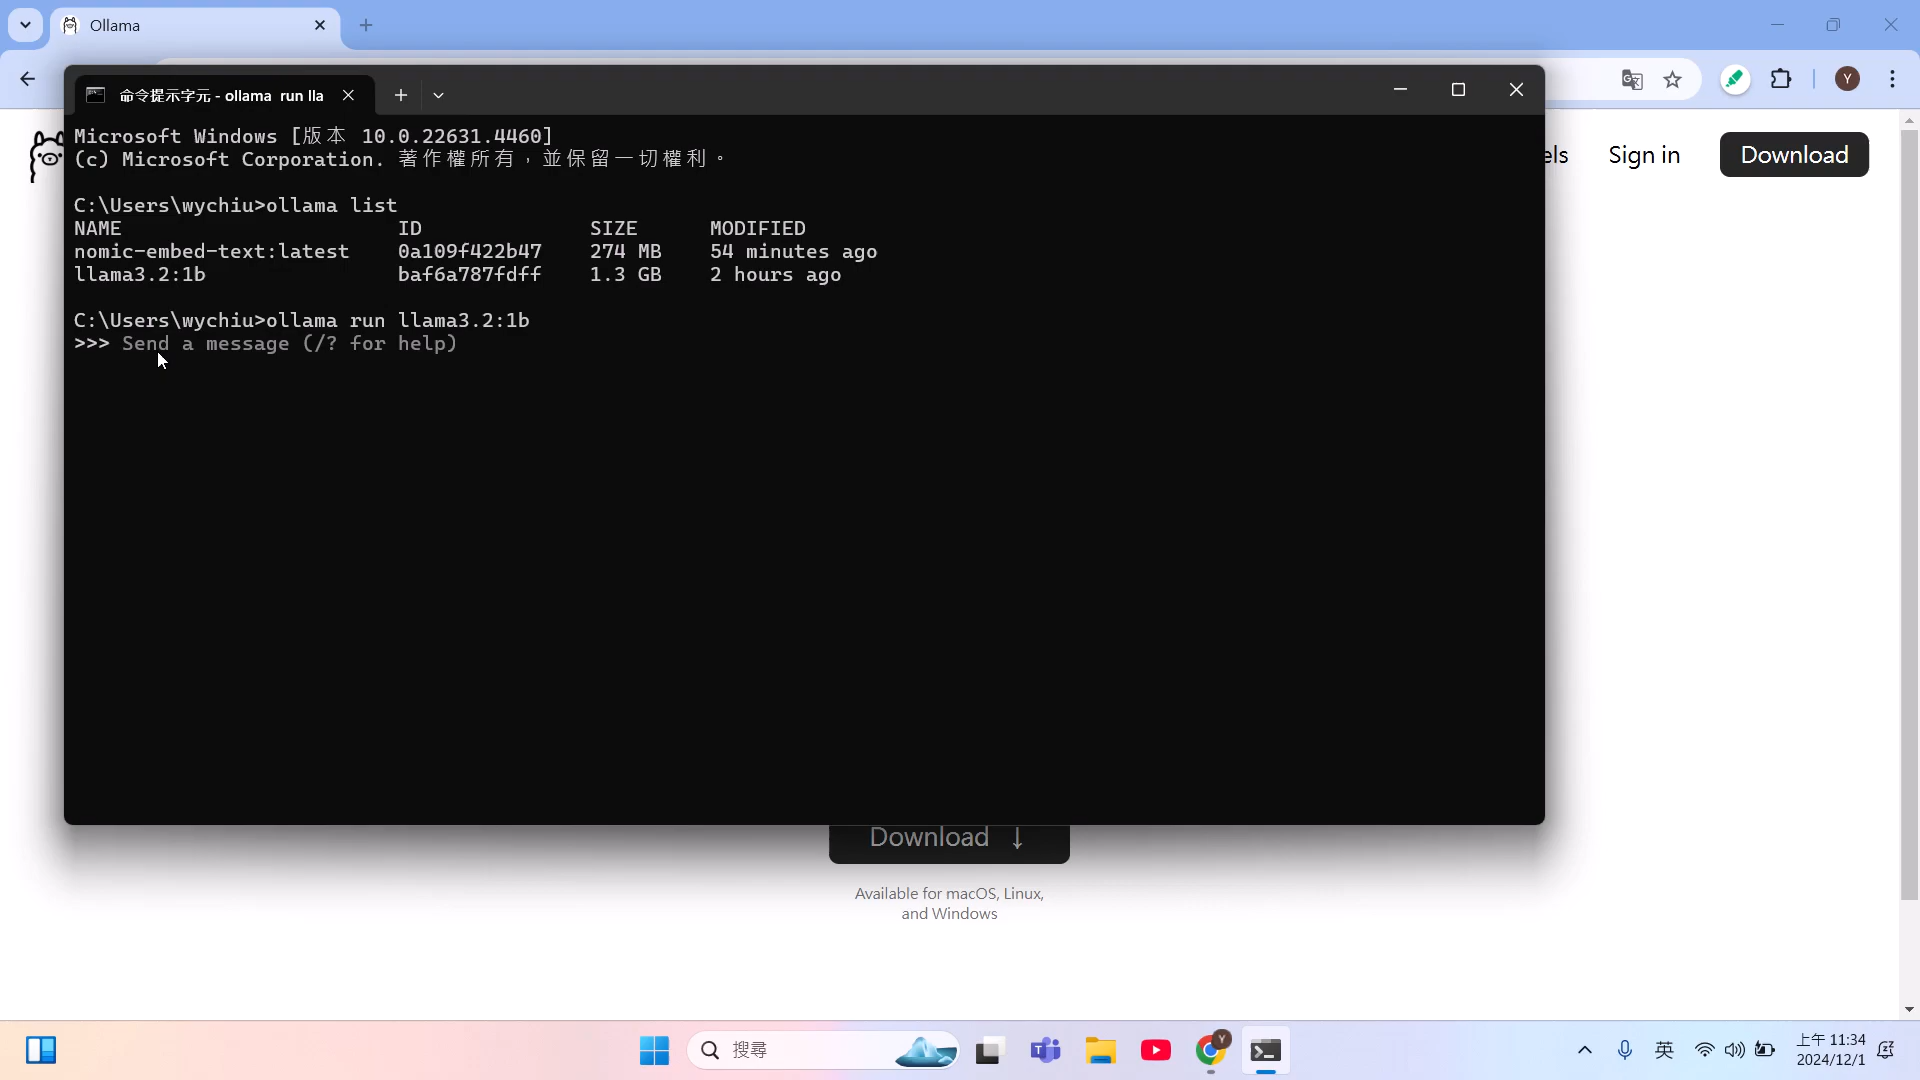 Ollama
命令提示字元 - ollama  run lla
Microsoft Windows [版本 10.0.22631.4460]
(c) Microsoft Corporation. 著作權所有，並保留一切權利。
C:\Users\wychiu>ollama list
NAME ID SIZE MODIFIED
nomic-embed-text:latest 0a109f422b47 274 MB 54 minutes ago
llama3.2:1b baf6a787fdff 1.3 GB 2 hours ago
C:\Users\wychiu>ollama run llama3.2:1b
>>> Send a message (/? for help)
els Sign in Download
Y
Download ↓
Available for macOS, Linux,
and Windows
搜尋
Y
英
上午 11:34
2024/12/1